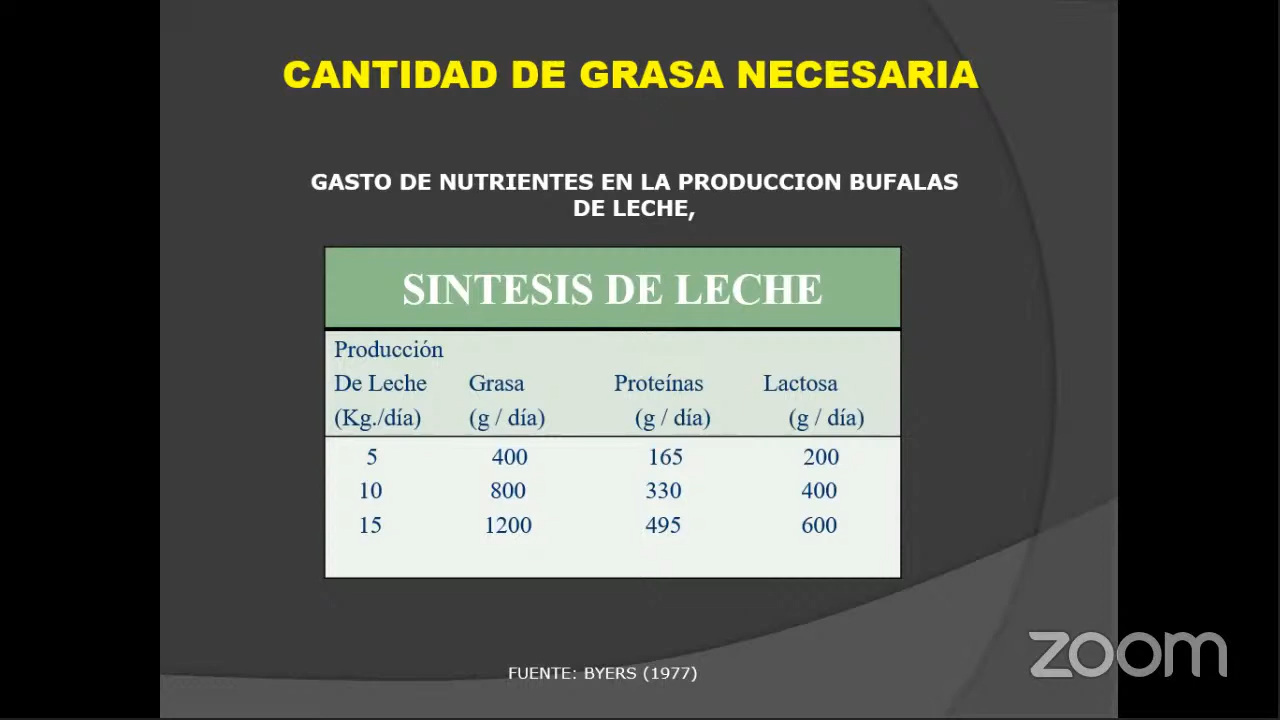 CANTIDAD DE GRASA NECESARIA
GASTO DE NUTRIENTES EN LA PRODUCCION BUFALAS
DE LECHE,
SINTESIS DE LECHE
Producción
De Leche Grasa Proteínas Lactosa
(Kg./día) (g / día) (g / día) (g / día)
5 400 165 200
10 800 330 400
15 1200 495 600
FUENTE: BYERS (1977)
zoom